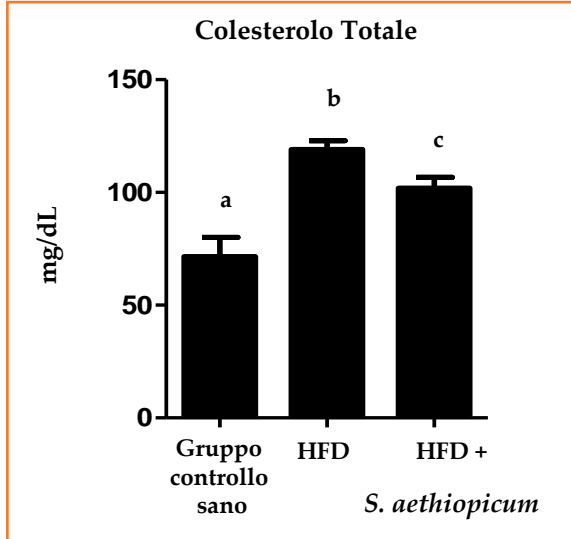 Colesterolo Totale
150
b
c
100
a
mg/dL
50
0
Gruppo
controllo
sano
HFD
HFD +
S. aethiopicum